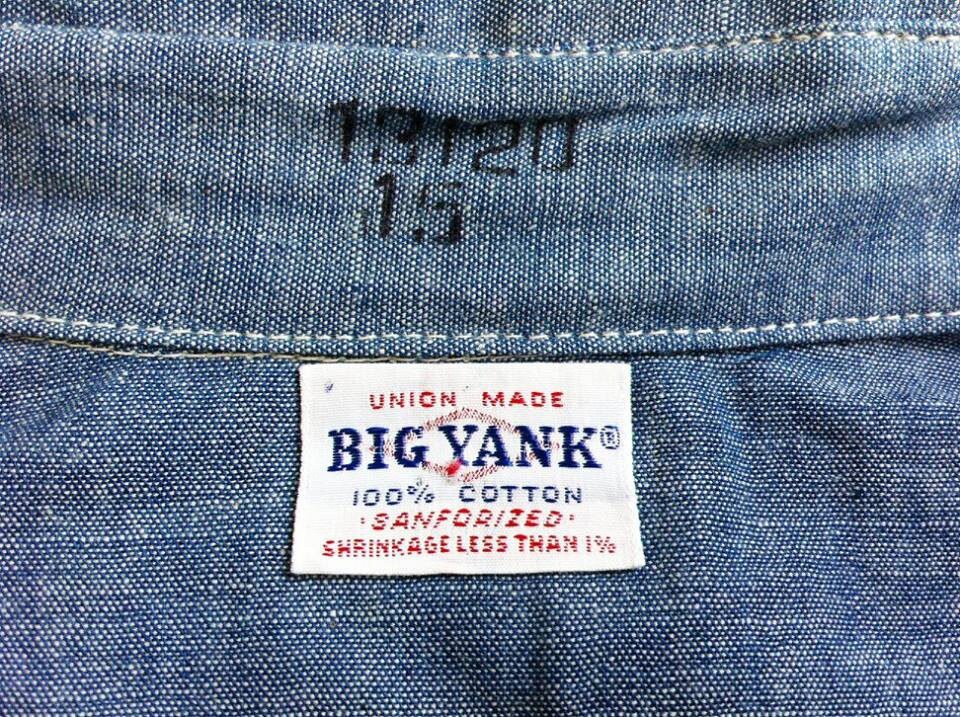 13120
15
UNION MADE
BIG YANK®
100% COTTON
·SANFORIZED·
SHRINKAGE LESS THAN 1%